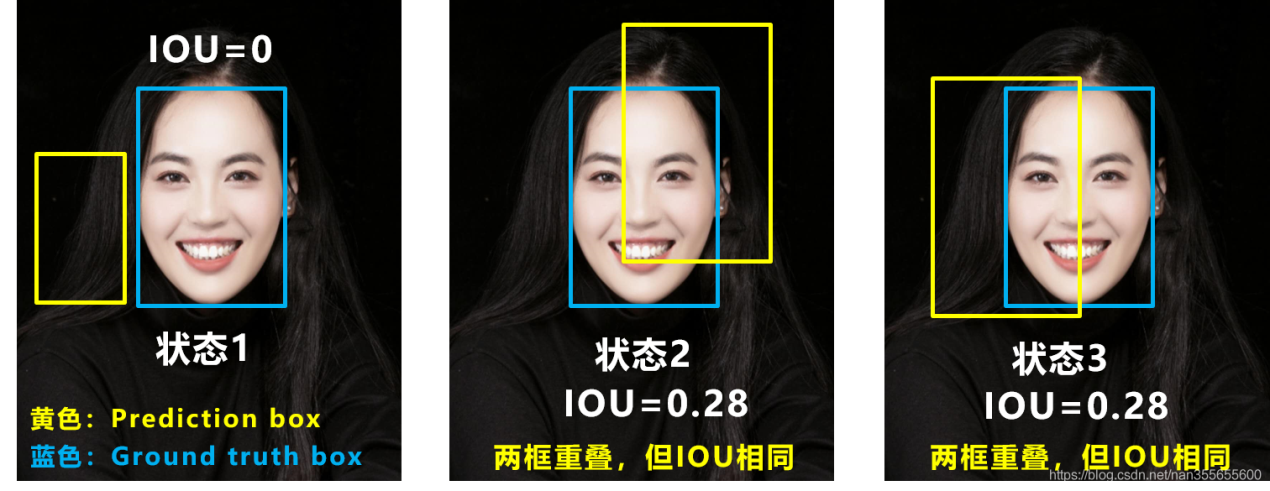 IOU=0
状态1
黄色：Prediction box
蓝色：Ground truth box
状态2
IOU=0.28
两框重叠，但IOU相同
状态3
IOU=0.28
两框重叠，但IOU相同
https://blog.csdn.net/nan355655600